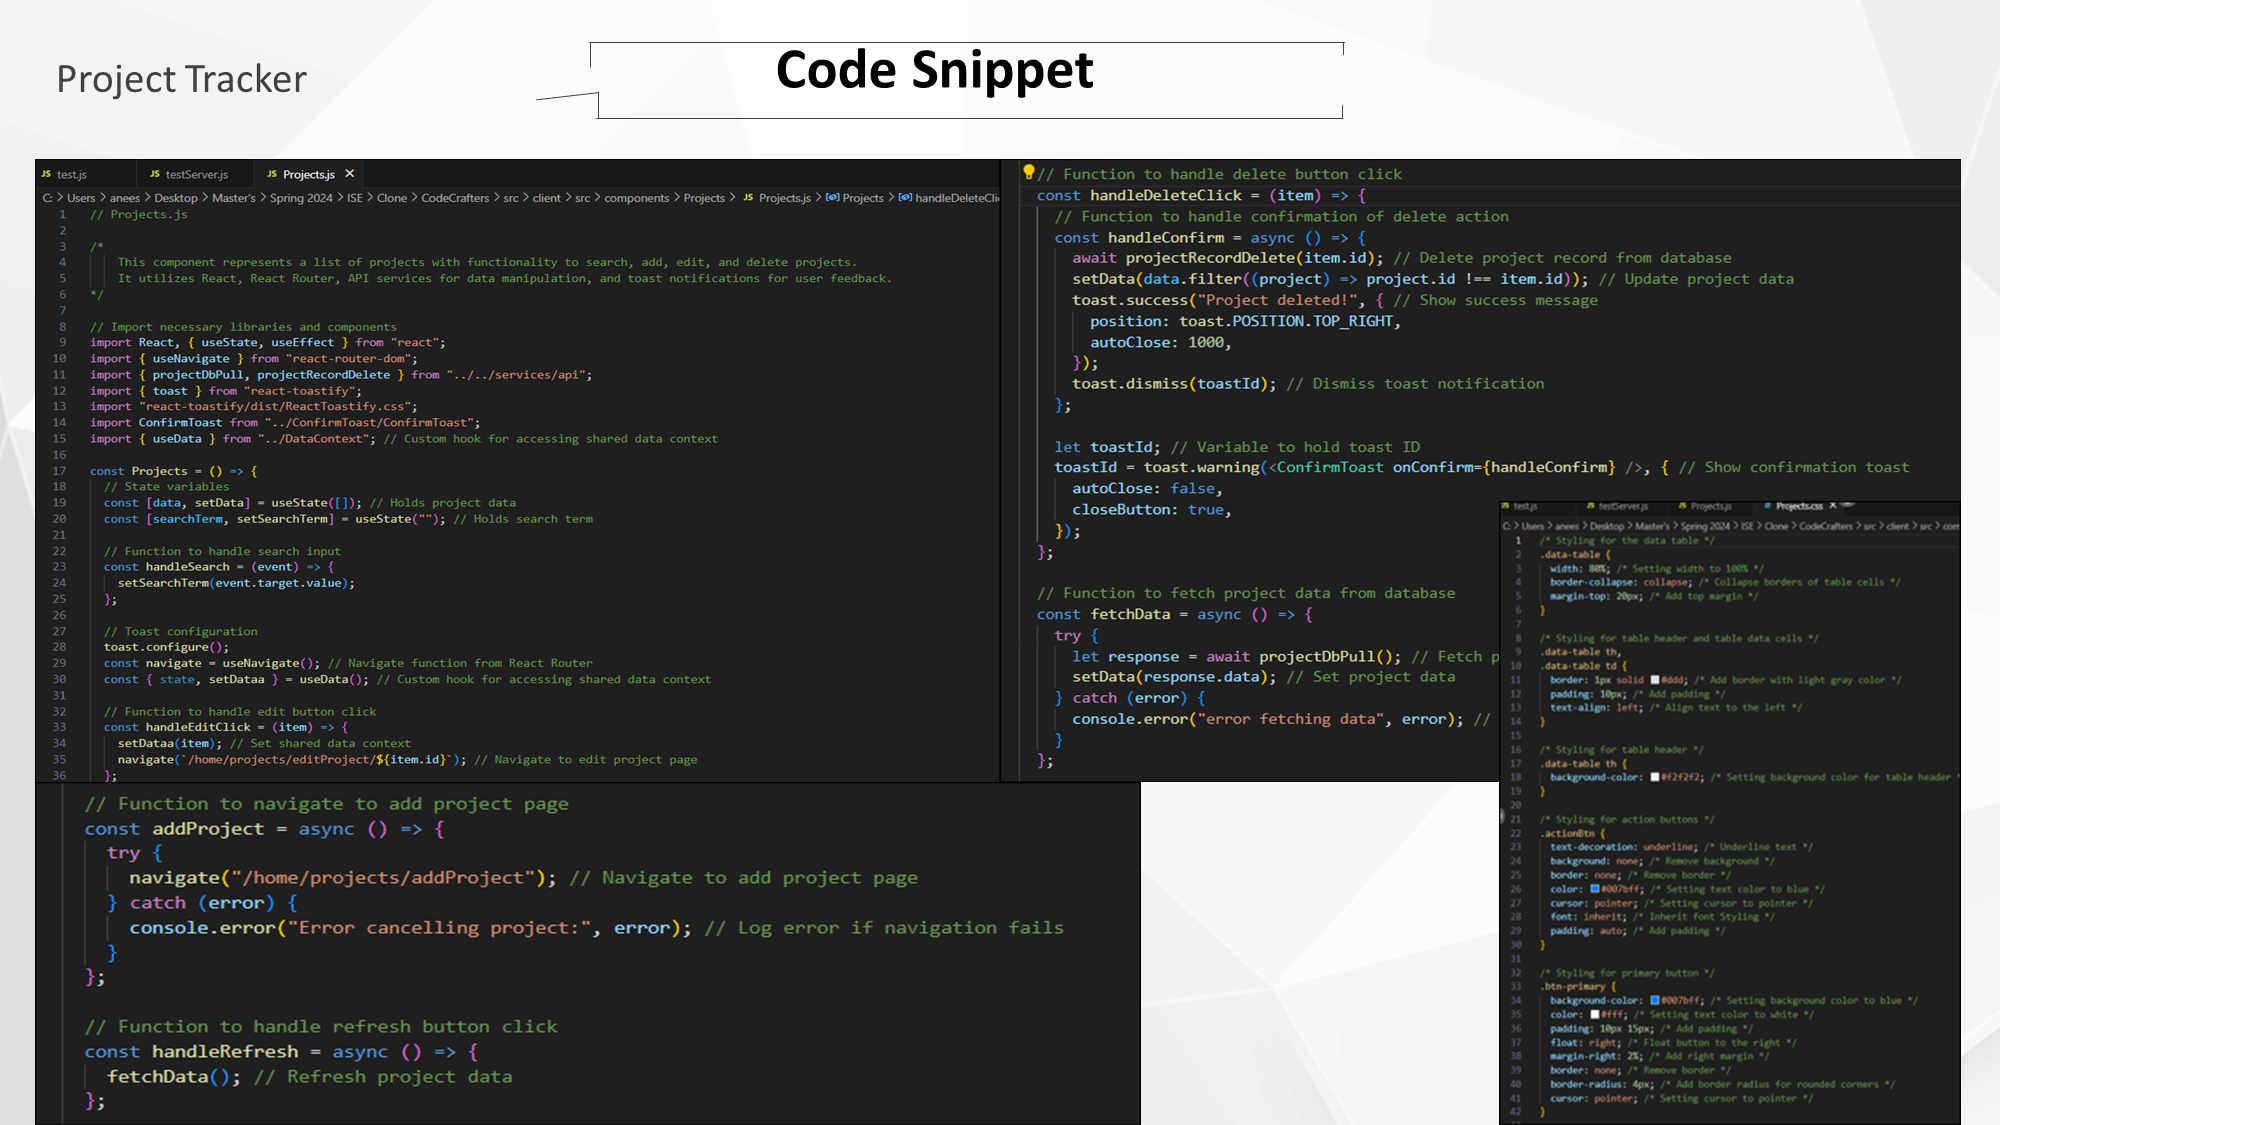 Project Tracker
Code Snippet
JS test.js JS testServer.js JS Projects.js ×
C: > Users > anees > Desktop > Master's > Spring 2024 > ISE > Clone > CodeCrafters > src > client > src > components > Projects > JS Projects.js > Projects > handleDeleteClic
1 // Projects.js
2
3 /*
4 This component represents a list of projects with functionality to search, add, edit, and delete projects.
5 It utilizes React, React Router, API services for data manipulation, and toast notifications for user feedback.
6 */
7
8 // Import necessary libraries and components
9 import React, { useState, useEffect } from "react";
10 import { useNavigate } from "react-router-dom";
11 import { projectDbPull, projectRecordDelete } from "../../services/api";
12 import { toast } from "react-toastify";
13 import "react-toastify/dist/ReactToastify.css";
14 import ConfirmToast from "../ConfirmToast/ConfirmToast";
15 import { useData } from "../DataContext"; // Custom hook for accessing shared data context
16
17 const Projects = () => {
18 // State variables
19 const [data, setData] = useState([]); // Holds project data
20 const [searchTerm, setSearchTerm] = useState(""); // Holds search term
21
22 // Function to handle search input
23 const handleSearch = (event) => {
24 setSearchTerm(event.target.value);
25 };
26
27 // Toast configuration
28 toast.configure();
29 const navigate = useNavigate(); // Navigate function from React Router
30 const { state, setDataa } = useData(); // Custom hook for accessing shared data context
31
32 // Function to handle edit button click
33 const handleEditClick = (item) => {
34 setDataa(item); // Set shared data context
35 navigate(`/home/projects/editProject/${item.id}`); // Navigate to edit project page
36 };
// Function to handle delete button click
const handleDeleteClick = (item) => {
// Function to handle confirmation of delete action
const handleConfirm = async () => {
await projectRecordDelete(item.id); // Delete project record from database
setData(data.filter((project) => project.id !== item.id)); // Update project data
toast.success("Project deleted!", { // Show success message
position: toast.POSITION.TOP_RIGHT,
autoClose: 1000,
});
toast.dismiss(toastId); // Dismiss toast notification
};
let toastId; // Variable to hold toast ID
toastId = toast.warning(<ConfirmToast onConfirm={handleConfirm} />, { // Show confirmation toast
autoClose: false,
closeButton: true,
});
};
// Function to fetch project data from database
const fetchData = async () => {
try {
let response = await projectDbPull(); // Fetch p
setData(response.data); // Set project data
} catch (error) {
console.error("error fetching data", error); //
}
};
// Function to navigate to add project page
const addProject = async () => {
try {
navigate("/home/projects/addProject"); // Navigate to add project page
} catch (error) {
console.error("Error cancelling project:", error); // Log error if navigation fails
}
};
// Function to handle refresh button click
const handleRefresh = async () => {
fetchData(); // Refresh project data
};
JS test.js JS testServer.js JS Projects.js # Projects.css ×
C: > Users > anees > Desktop > Master's > Spring 2024 > ISE > Clone > CodeCrafters > src > client > src > com
1 /* Styling for the data table */
2 .data-table {
3 width: 80%; /* Setting width to 100% */
4 border-collapse: collapse; /* Collapse borders of table cells */
5 margin-top: 20px; /* Add top margin */
6 }
7
8 /* Styling for table header and table data cells */
9 .data-table th,
10 .data-table td {
11 border: 1px solid #ddd; /* Add border with light gray color */
12 padding: 10px; /* Add padding */
13 text-align: left; /* Align text to the left */
14 }
15
16 /* Styling for table header */
17 .data-table th {
18 background-color: #f2f2f2; /* Setting background color for table header *
19 }
20
21 /* Styling for action buttons */
22 .actionBtn {
23 text-decoration: underline; /* Underline text */
24 background: none; /* Remove background */
25 border: none; /* Remove border */
26 color: #007bff; /* Setting text color to blue */
27 cursor: pointer; /* Setting cursor to pointer */
28 font: inherit; /* Inherit font Styling */
29 padding: auto; /* Add padding */
30 }
31
32 /* Styling for primary button */
33 .btn-primary {
34 background-color: #007bff; /* Setting background color to blue */
35 color: #fff; /* Setting text color to white */
36 padding: 10px 15px; /* Add padding */
37 float: right; /* Float button to the right */
38 margin-right: 2%; /* Add right margin */
39 border: none; /* Remove border */
40 border-radius: 4px; /* Add border radius for rounded corners */
41 cursor: pointer; /* Setting cursor to pointer */
42 }